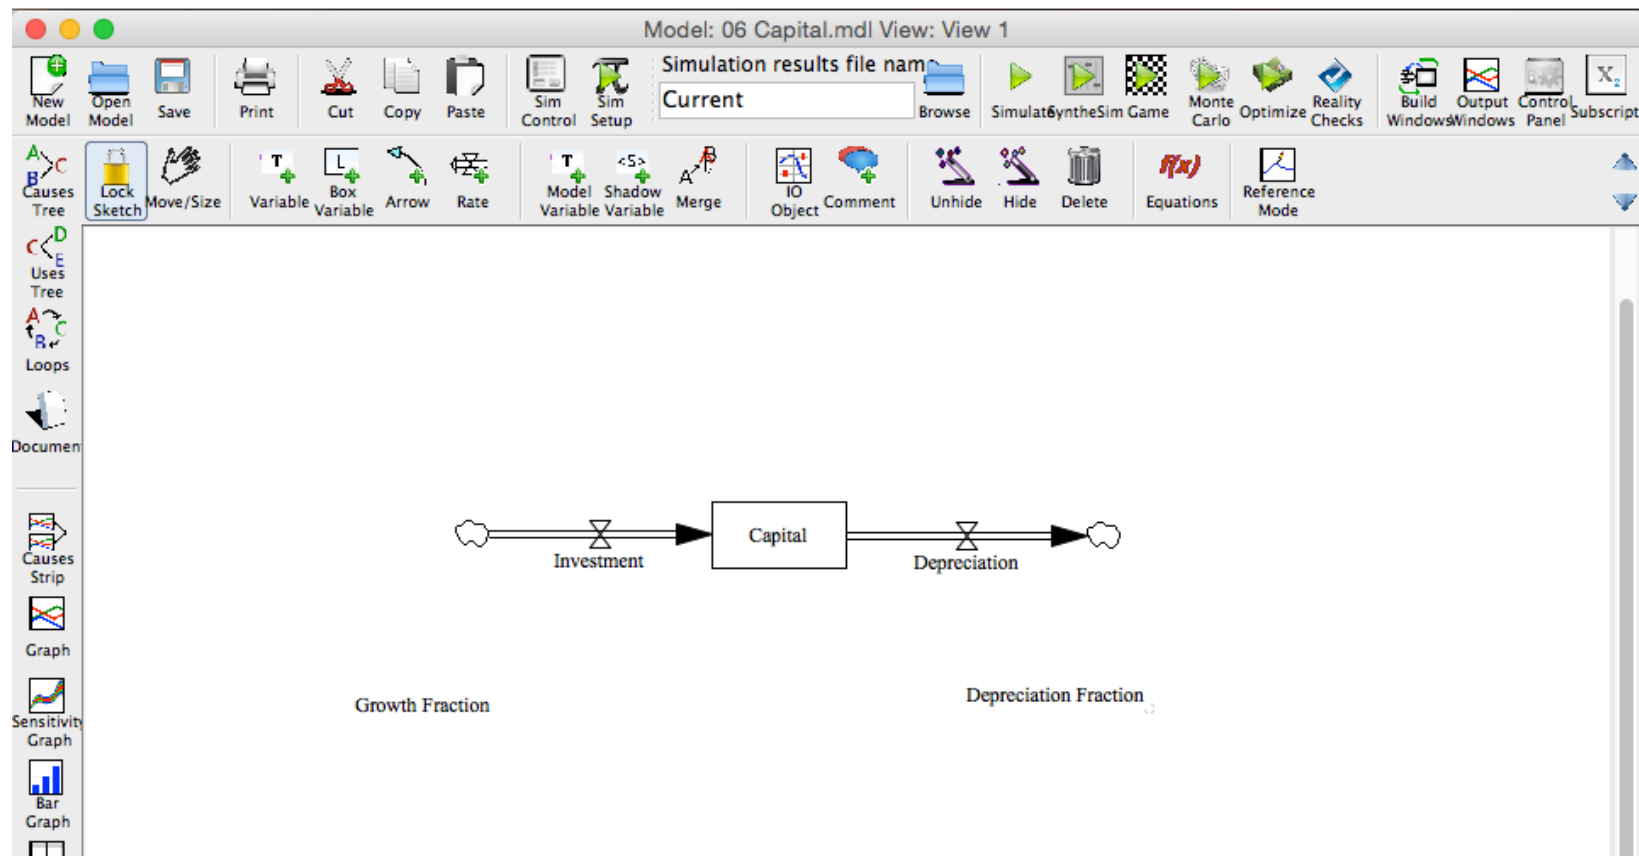 Model: 06 Capital.mdl View: View 1
Simulation results file nam
New Model
Open Model
Save
Print
Cut
Copy
Paste
Sim Control
Sim Setup
Current
Browse
Simulate
SyntheSim
Game
Monte Carlo
Optimize
Reality Checks
Build Windows
Output Windows
Control Panel
Subscript
Causes Tree
Lock Sketch
Move/Size
Variable
Box Variable
Arrow
Rate
Model Variable
Shadow Variable
Merge
IO Object
Comment
Unhide
Hide
Delete
Equations
Reference Mode
Uses Tree
Loops
Documen
Causes Strip
Graph
Sensitivity Graph
Bar Graph
Capital
Investment
Depreciation
Growth Fraction
Depreciation Fraction